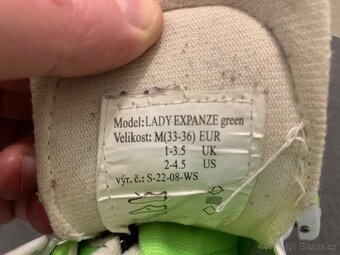 Model:LADY EXPANZE green
Velikost: M(33-36) EUR
1-3.5 UK
2-4.5 US
výr. č.: S-22-08-WS
Sbazoš.cz